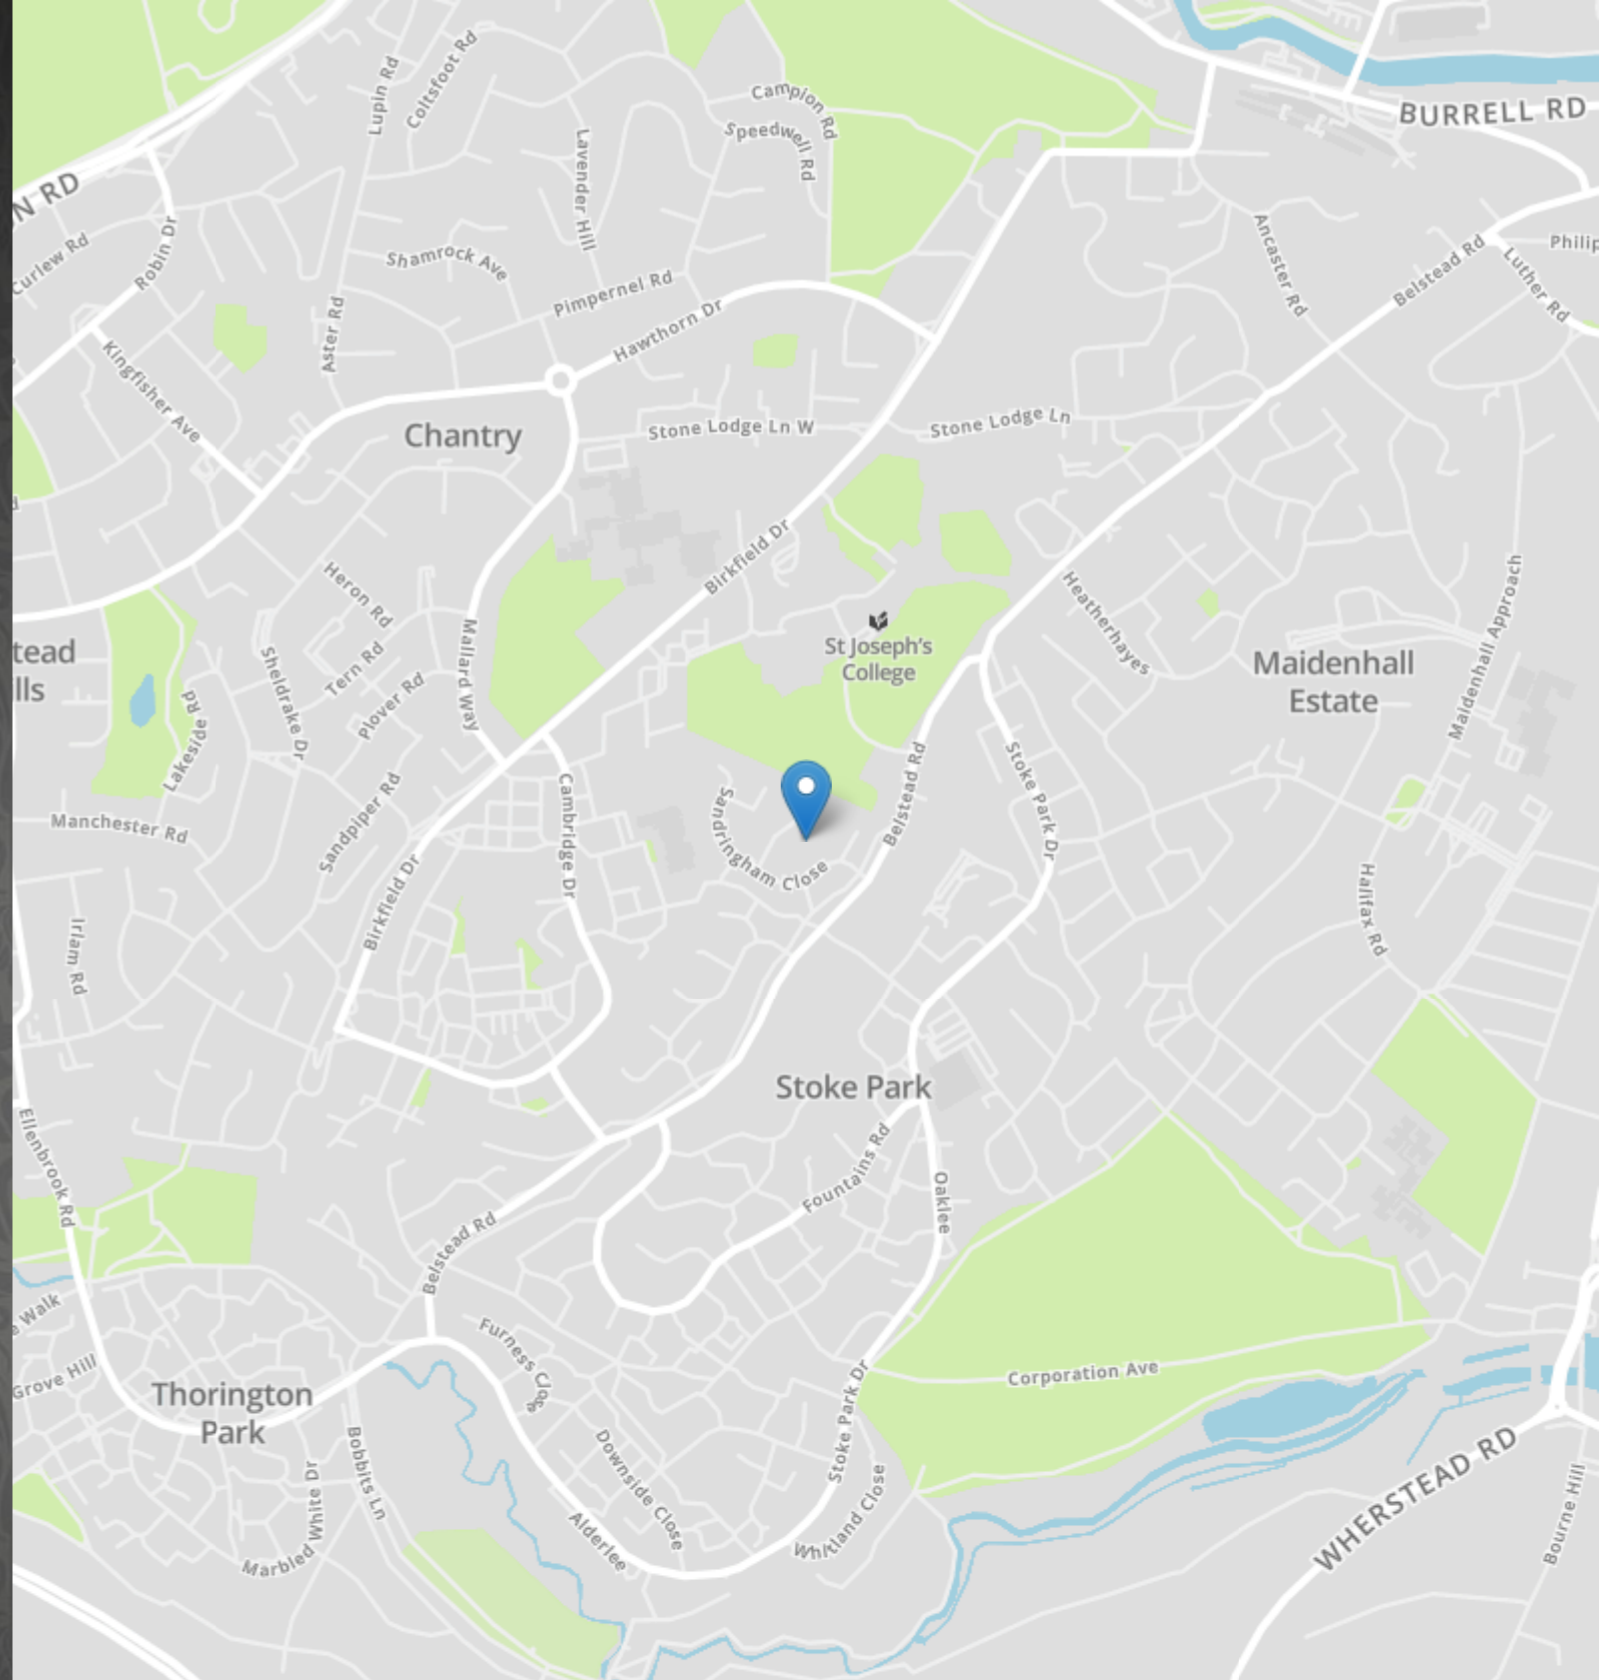 Lupin Rd
Coltsfoot Rd
Campion Rd
Speedwell Rd
Lavender Hill
BURRELL RD
N RD
Curlew Rd
Robin Dr
Shamrock Ave
Pimpernel Rd
Hawthorn Dr
Aster Rd
Ancaster Rd
Belstead Rd
Philip
Luther Rd
Kingfisher Ave
Chantry
Stone Lodge Ln W
Stone Lodge Ln
Birkfield Dr
Heron Rd
Tern Rd
Plover Rd
Mallard Way
Sheldrake Dr
Lakeside Rd
tead
lls
St Joseph's
College
Heatherhayes
Maidenhall
Estate
Maidenhall Approach
Manchester Rd
Sandpiper Rd
Cambridge Dr
Sandringham Close
Belstead Rd
Stoke Park Dr
Halifax Rd
Birkfield Dr
Irlam Rd
Stoke Park
Ellenbrook Rd
Fountains Rd
Oaklee
Belstead Rd
e Walk
Grove Hill
Furness Close
Thorington
Park
Corporation Ave
Stoke Park Dr
Bobbits Ln
Downside Close
Marbled White Dr
Alderlee
Whitland Close
WHERSTEAD RD
Bourne Hill